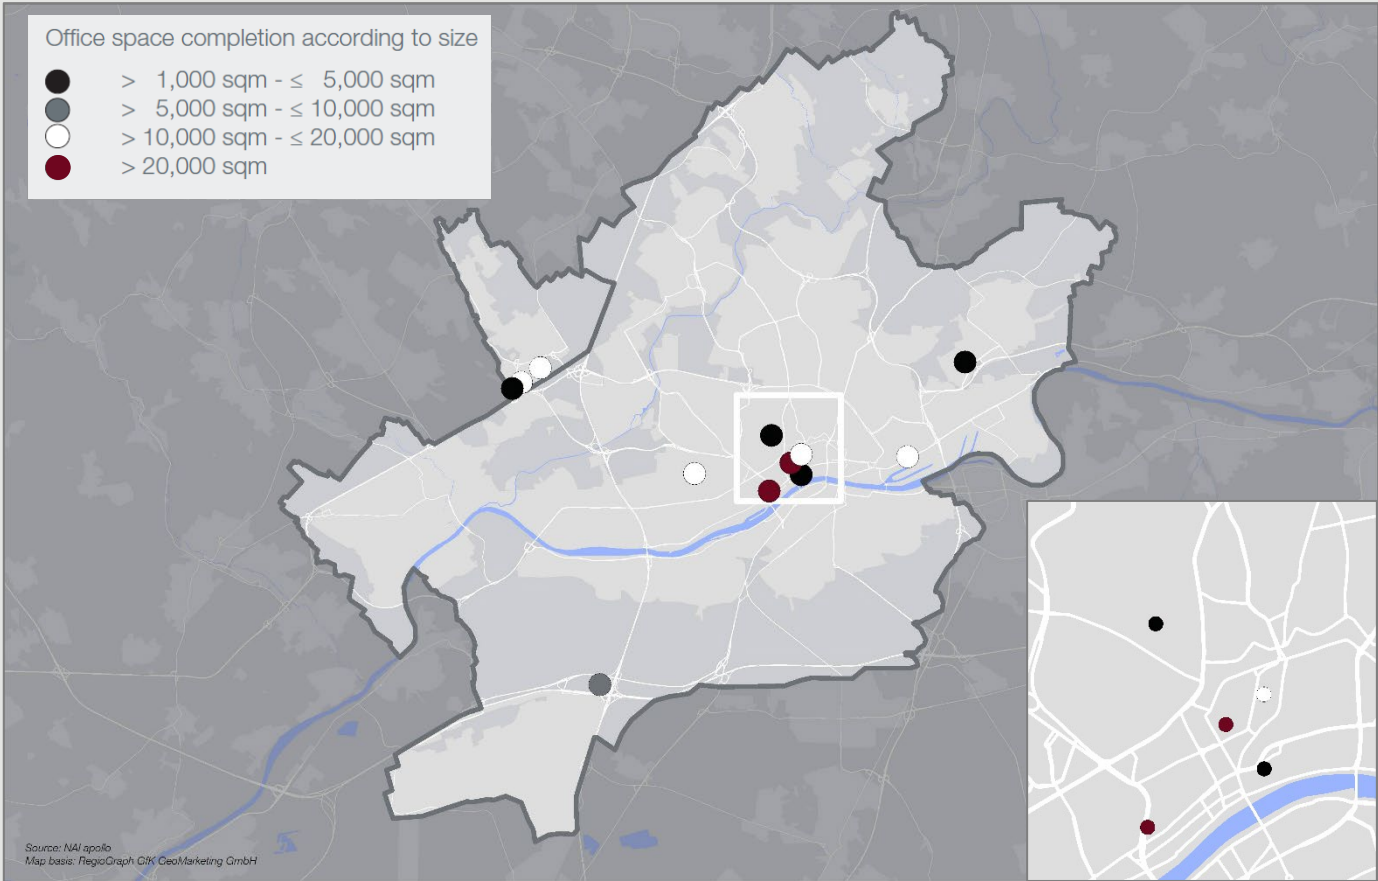 Office space completion according to size
> 1,000 sqm - ≤ 5,000 sqm
> 5,000 sqm - ≤ 10,000 sqm
> 10,000 sqm - ≤ 20,000 sqm
> 20,000 sqm
Source: NAI apollo
Map basis: RegioGraph GfK GeoMarketing GmbH